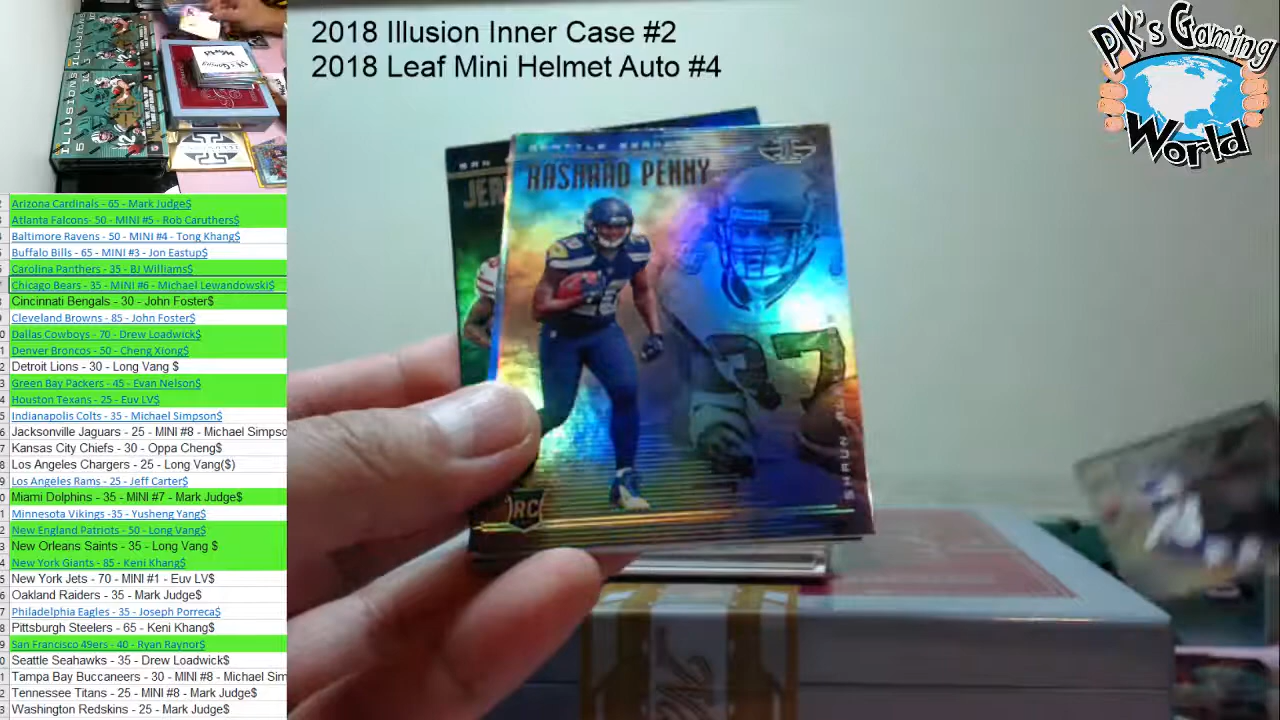 2018 Illusion Inner Case #2
2018 Leaf Mini Helmet Auto #4
PK's Gaming
World
ILLUSIONS
ILLUSIONS
Arizona Cardinals - 65 - Mark Judge$
Atlanta Falcons- 50 - MINI #5 - Rob Caruthers$
Baltimore Ravens - 50 - MINI #4 - Tong Khang$
Buffalo Bills - 65 - MINI #3 - Jon Eastup$
Carolina Panthers - 35 - BJ Williams$
Chicago Bears - 35 - MINI #6 - Michael Lewandowski$
Cincinnati Bengals - 30 - John Foster$
Cleveland Browns - 85 - John Foster$
Dallas Cowboys - 70 - Drew Loadwick$
Denver Broncos - 50 - Cheng Xiong$
Detroit Lions - 30 - Long Vang $
Green Bay Packers - 45 - Evan Nelson$
Houston Texans - 25 - Euv LV$
Indianapolis Colts - 35 - Michael Simpson$
Jacksonville Jaguars - 25 - MINI #8 - Michael Simpso
Kansas City Chiefs - 30 - Oppa Cheng$
Los Angeles Chargers - 25 - Long Vang($)
Los Angeles Rams - 25 - Jeff Carter$
Miami Dolphins - 35 - MINI #7 - Mark Judge$
Minnesota Vikings -35 - Yusheng Yang$
New England Patriots - 50 - Long Vang$
New Orleans Saints - 35 - Long Vang $
New York Giants - 85 - Keni Khang$
New York Jets - 70 - MINI #1 - Euv LV$
Oakland Raiders - 35 - Mark Judge$
Philadelphia Eagles - 35 - Joseph Porreca$
Pittsburgh Steelers - 65 - Keni Khang$
San Francisco 49ers - 40 - Ryan Raynor$
Seattle Seahawks - 35 - Drew Loadwick$
Tampa Bay Buccaneers - 30 - MINI #8 - Michael Sim
Tennessee Titans - 25 - MINI #8 - Mark Judge$
Washington Redskins - 25 - Mark Judge$
SAN
JER
RASHAAD PENNY
37
RC
SHAUN